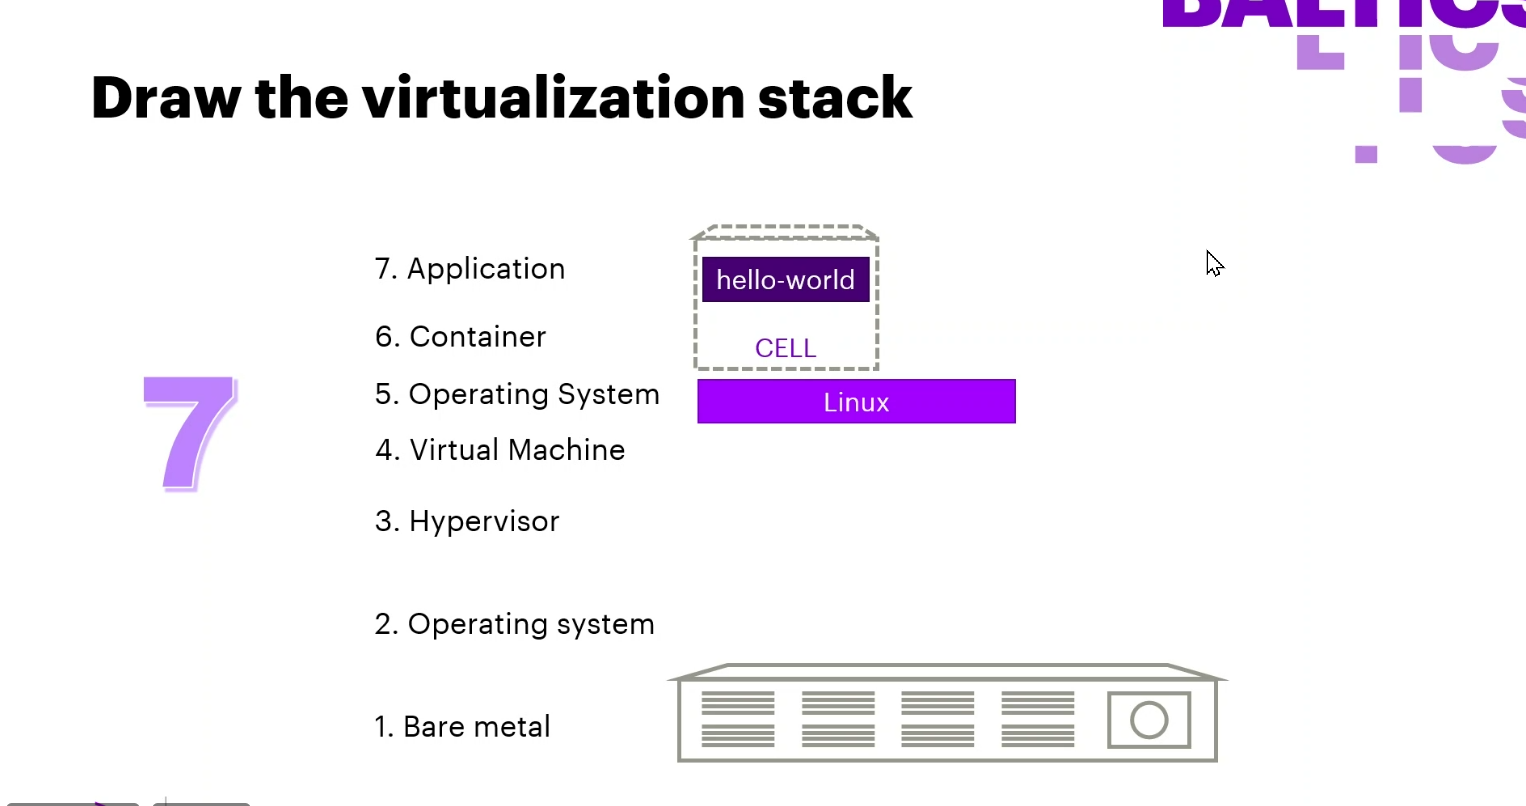 BALTICS
Draw the virtualization stack
7. Application
hello-world
6. Container
CELL
5. Operating System
Linux
4. Virtual Machine
7
3. Hypervisor
2. Operating system
1. Bare metal